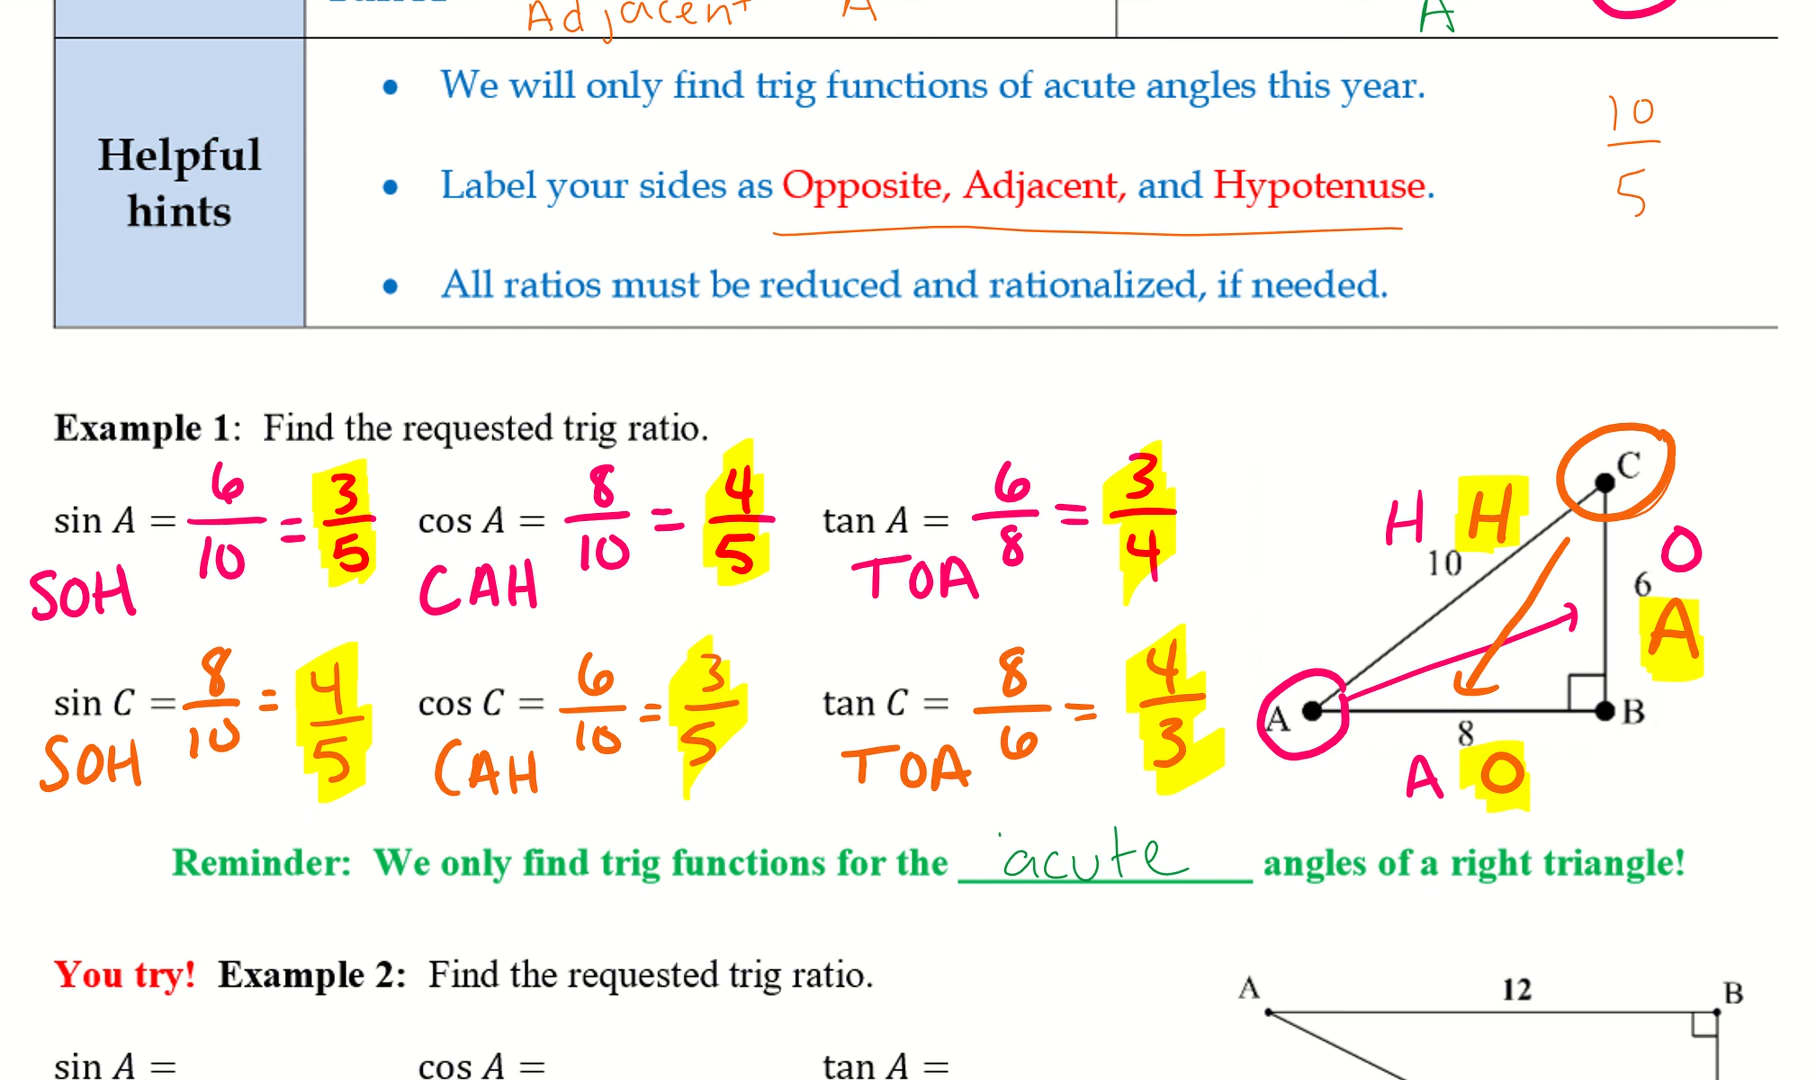 Adjacent A A
• We will only find trig functions of acute angles this year.
10
5
Helpful
hints
• Label your sides as Opposite, Adjacent, and Hypotenuse.
• All ratios must be reduced and rationalized, if needed.
Example 1: Find the requested trig ratio.
sin A = 6/10 = 3/5 cos A = 8/10 = 4/5 tan A = 6/8 = 3/4
SOH CAH TOA
sin C = 8/10 = 4/5 cos C = 6/10 = 3/5 tan C = 8/6 = 4/3
SOH CAH TOA
C
H H
10
O
6
A
A
B
8
A O
Reminder: We only find trig functions for the acute angles of a right triangle!
You try! Example 2: Find the requested trig ratio.
A 12 B
sin A = cos A = tan A =